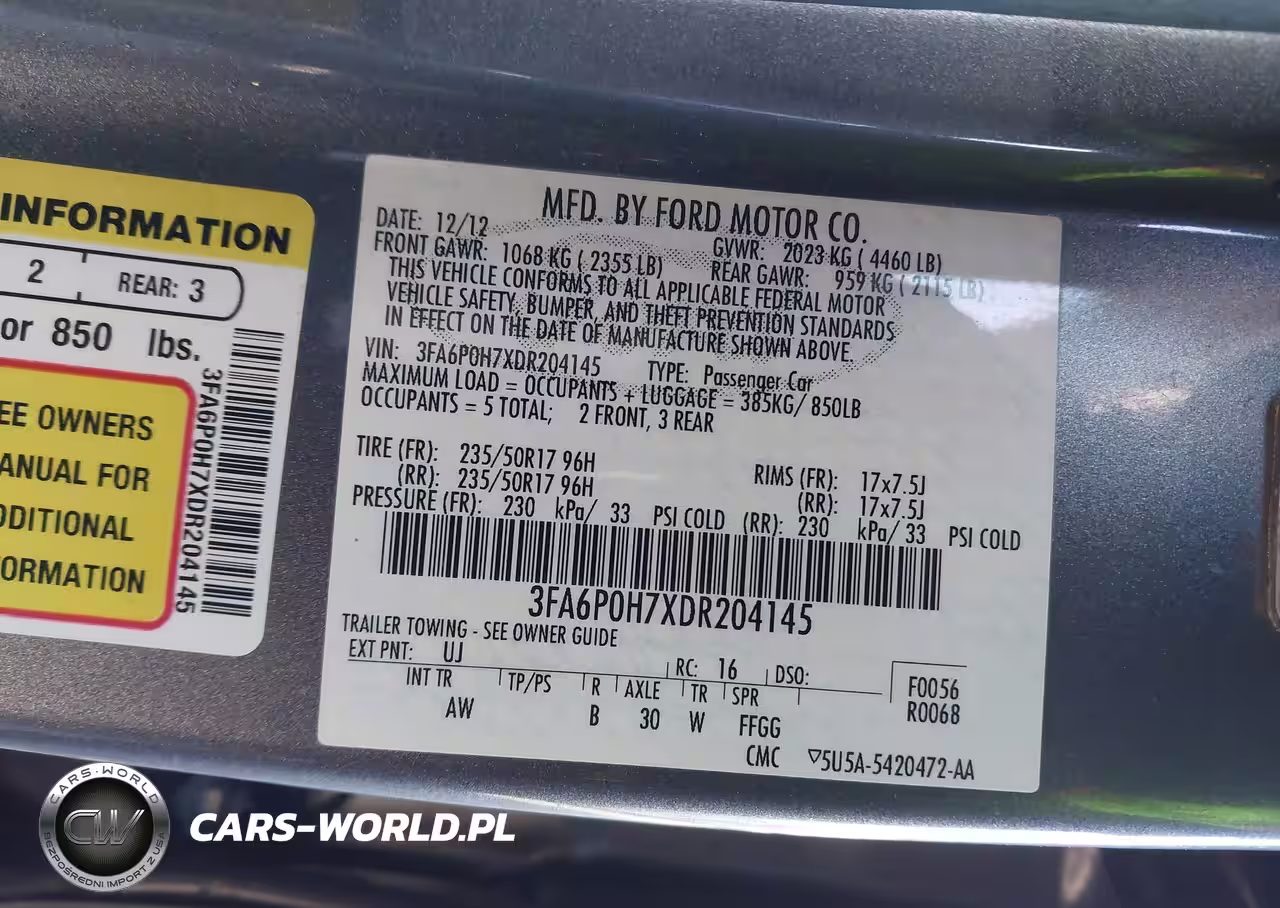 INFORMATION
2 REAR: 3
or 850 lbs.
EE OWNERS
ANUAL FOR
DDITIONAL
ORMATION
3FA6P0H7XDR204145
MFD. BY FORD MOTOR CO.
DATE: 12/12 GVWR: 2023 KG ( 4460 LB)
FRONT GAWR: 1068 KG ( 2355 LB) REAR GAWR: 959 KG ( 2115 LB)
THIS VEHICLE CONFORMS TO ALL APPLICABLE FEDERAL MOTOR
VEHICLE SAFETY, BUMPER, AND THEFT PREVENTION STANDARDS
IN EFFECT ON THE DATE OF MANUFACTURE SHOWN ABOVE.
VIN: 3FA6P0H7XDR204145 TYPE: Passenger Car
MAXIMUM LOAD = OCCUPANTS + LUGGAGE = 385KG/ 850LB
OCCUPANTS = 5 TOTAL; 2 FRONT, 3 REAR
TIRE (FR): 235/50R17 96H RIMS (FR): 17x7.5J
(RR): 235/50R17 96H (RR): 17x7.5J
PRESSURE (FR): 230 kPa/ 33 PSI COLD (RR): 230 kPa/ 33 PSI COLD
3FA6P0H7XDR204145
TRAILER TOWING - SEE OWNER GUIDE
EXT PNT: UJ RC: 16 DSO:
INT TR TP/PS R AXLE TR SPR F0056
AW B 30 W FFGG R0068
CMC ▽5U5A-5420472-AA
CARS-WORLD
CW
BEZPOŚREDNI IMPORT Z USA
CARS-WORLD.PL